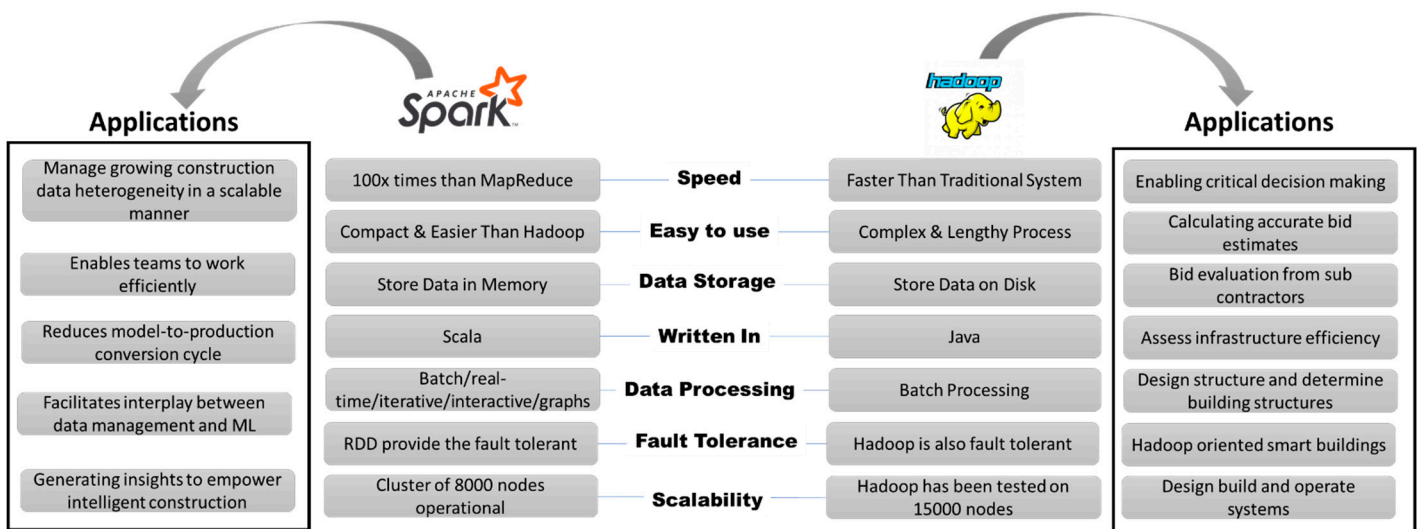 APACHE
Spark
TM
hadoop
Applications
Applications
Manage growing construction
data heterogeneity in a scalable
manner
Enables teams to work
efficiently
Reduces model-to-production
conversion cycle
Facilitates interplay between
data management and ML
Generating insights to empower
intelligent construction
100x times than MapReduce
Speed
Faster Than Traditional System
Compact & Easier Than Hadoop
Easy to use
Complex & Lengthy Process
Store Data in Memory
Data Storage
Store Data on Disk
Scala
Written In
Java
Batch/real-
time/iterative/interactive/graphs
Data Processing
Batch Processing
RDD provide the fault tolerant
Fault Tolerance
Hadoop is also fault tolerant
Cluster of 8000 nodes
operational
Scalability
Hadoop has been tested on
15000 nodes
Enabling critical decision making
Calculating accurate bid
estimates
Bid evaluation from sub
contractors
Assess infrastructure efficiency
Design structure and determine
building structures
Hadoop oriented smart buildings
Design build and operate
systems